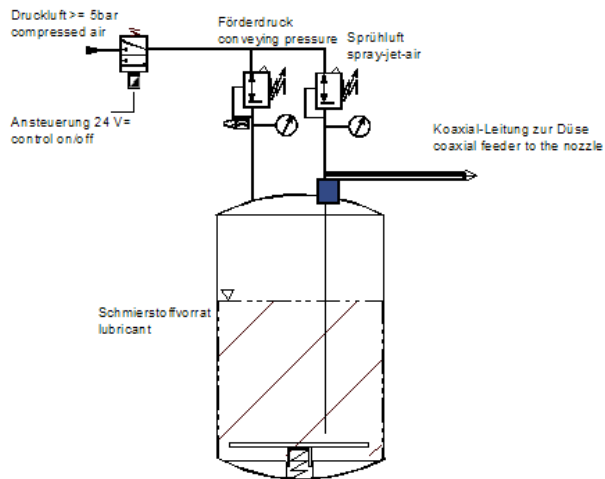 Druckluft >= 5bar
compressed air
Förderdruck
conveying pressure
Sprühluft
spray-jet-air
Ansteuerung 24 V=
control on/off
Koaxial-Leitung zur Düse
coaxial feeder to the nozzle
Schmierstoffvorrat
lubricant